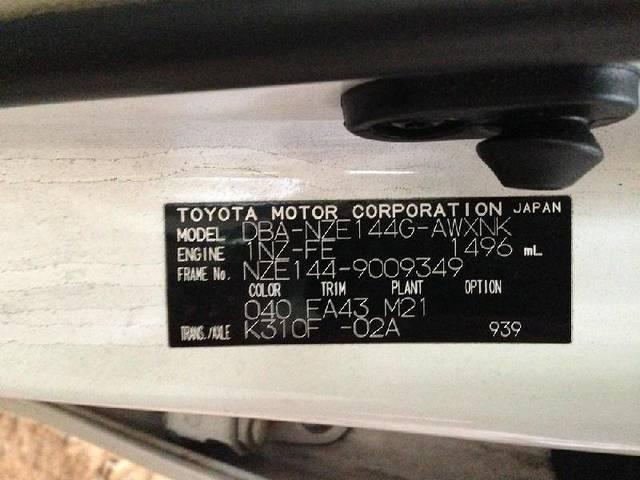 TOYOTA MOTOR CORPORATION JAPAN
MODEL DBA-NZE144G-AWXNK
ENGINE 1NZ-FE 1496 mL
FRAME No. NZE144-9009349
COLOR TRIM PLANT OPTION
040 EA43 M21
TRANS./AXLE K310F -02A 939